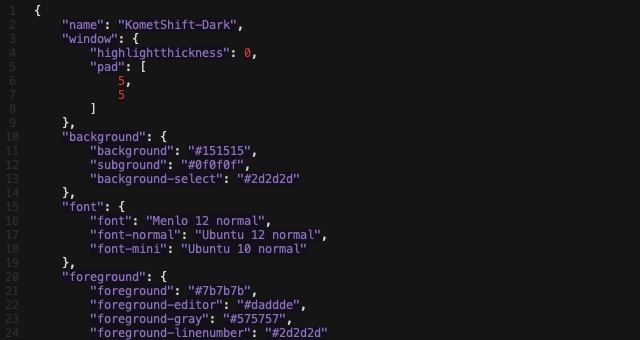 1 {
2     "name": "KometShift-Dark",
3     "window": {
4         "highlightthickness": 0,
5         "pad": [
6             5,
7             5
8         ]
9     },
10     "background": {
11         "background": "#151515",
12         "subground": "#0f0f0f",
13         "background-select": "#2d2d2d"
14     },
15     "font": {
16         "font": "Menlo 12 normal",
17         "font-normal": "Ubuntu 12 normal",
18         "font-mini": "Ubuntu 10 normal"
19     },
20     "foreground": {
21         "foreground": "#7b7b7b",
22         "foreground-editor": "#daddde",
23         "foreground-gray": "#575757",
24         "foreground-linenumber": "#2d2d2d"